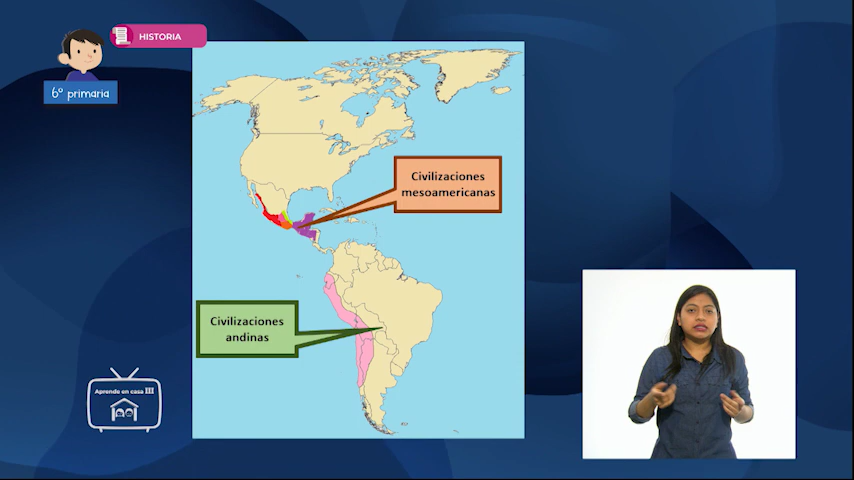 HISTORIA
6º primaria
Civilizaciones
mesoamericanas
Civilizaciones
andinas
Aprende en casa III